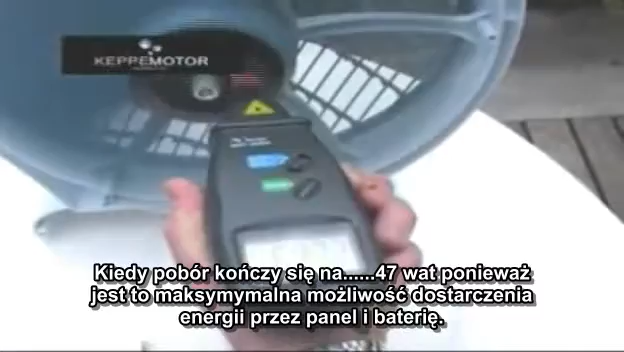 KEPPEMOTOR
Kiedy pobór kończy się na......47 wat ponieważ
jest to maksymymalna możliwość dostarczenia
energii przez panel i baterię.